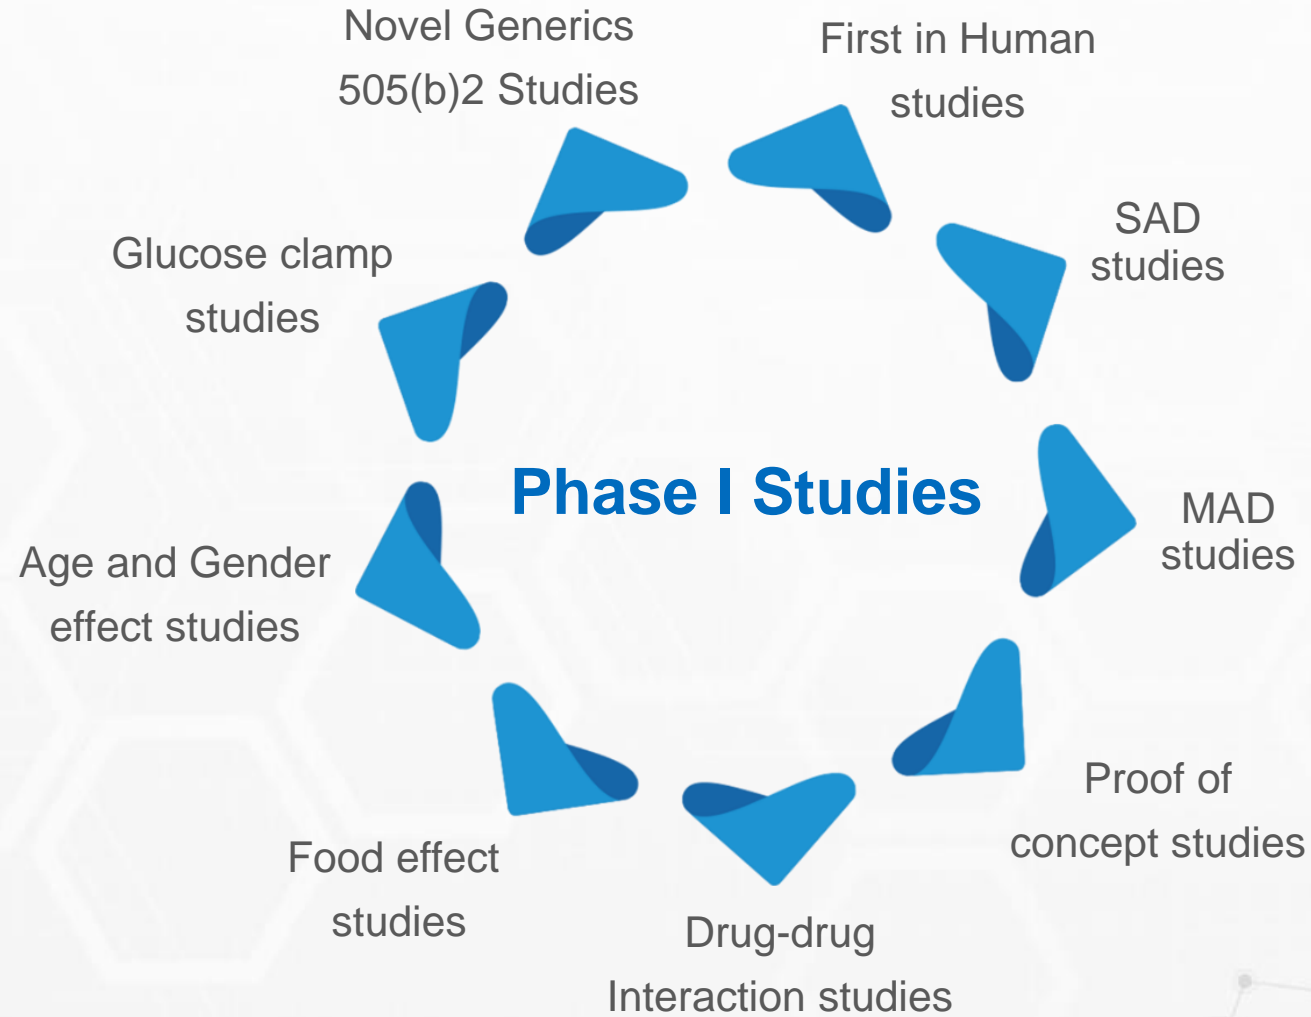 Novel Generics
505(b)2 Studies
First in Human
studies
SAD
studies
MAD
studies
Proof of
concept studies
Drug-drug
Interaction studies
Food effect
studies
Age and Gender
effect studies
Glucose clamp
studies
Phase I Studies